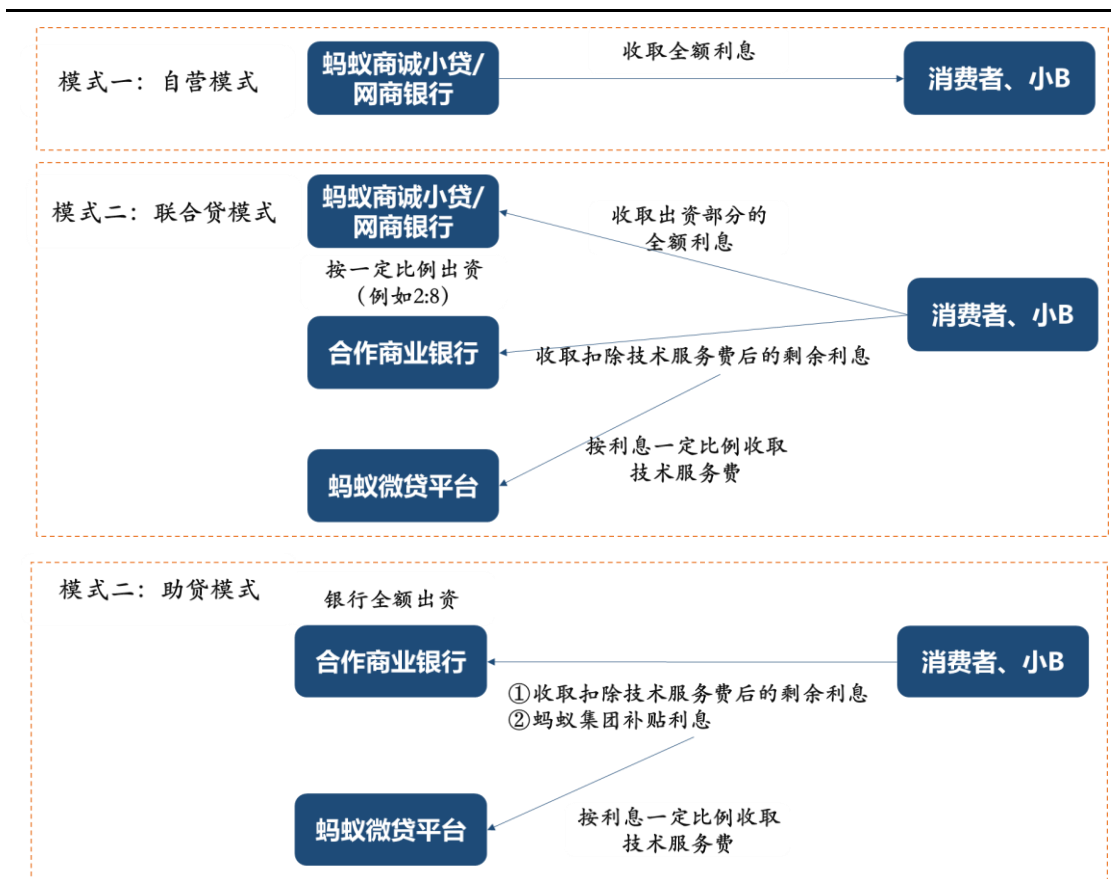 模式一：自营模式
蚂蚁商诚小贷/
网商银行
收取全额利息
消费者、小B
模式二：联合贷模式
蚂蚁商诚小贷/
网商银行
按一定比例出资
（例如2:8）
收取出资部分的
全额利息
消费者、小B
合作商业银行
收取扣除技术服务费后的剩余利息
按利息一定比例收取
技术服务费
蚂蚁微贷平台
模式二：助贷模式
银行全额出资
合作商业银行
消费者、小B
①收取扣除技术服务费后的剩余利息
②蚂蚁集团补贴利息
蚂蚁微贷平台
按利息一定比例收取
技术服务费